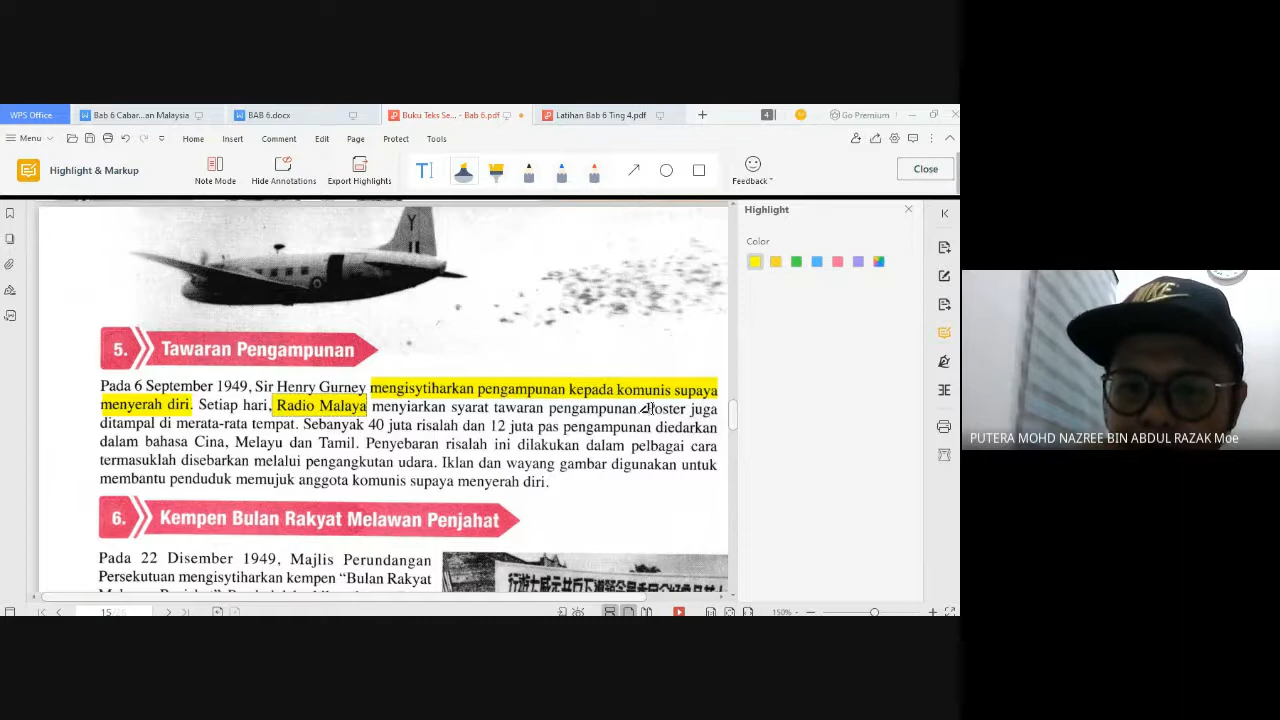 WPS Office
Bab 6 Cabar...an Malaysia
BAB 6.docx
Buku Teks Se... - Bab 6.pdf
Latihan Bab 6 Ting 4.pdf
4
Go Premium
Menu
Home
Insert
Comment
Edit
Page
Protect
Tools
Highlight & Markup
Note Mode
Hide Annotations
Export Highlights
Feedback
Close
Highlight
Color
Y
5. Tawaran Pengampunan
Pada 6 September 1949, Sir Henry Gurney mengisytiharkan pengampunan kepada komunis supaya
menyerah diri. Setiap hari, Radio Malaya menyiarkan syarat tawaran pengampunan. Poster juga
ditampal di merata-rata tempat. Sebanyak 40 juta risalah dan 12 juta pas pengampunan diedarkan
dalam bahasa Cina, Melayu dan Tamil. Penyebaran risalah ini dilakukan dalam pelbagai cara
termasuklah disebarkan melalui pengangkutan udara. Iklan dan wayang gambar digunakan untuk
membantu penduduk memujuk anggota komunis supaya menyerah diri.
6. Kempen Bulan Rakyat Melawan Penjahat
Pada 22 Disember 1949, Majlis Perundangan
Persekutuan mengisytiharkan kempen "Bulan Rakyat
150%
NIKE
PUTERA MOHD NAZREE BIN ABDUL RAZAK Moe